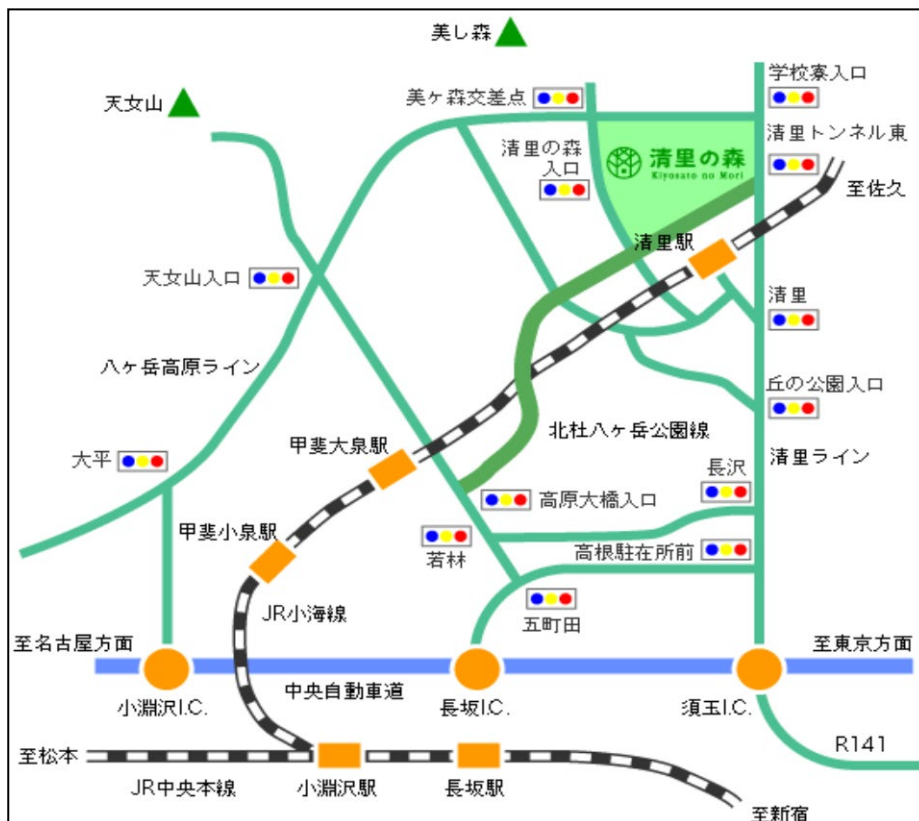 美し森
天女山
美ケ森交差点
学校寮入口
清里の森
入口
清里の森
Kiyosato no Mori
清里トンネル東
至佐久
清里駅
天女山入口
清里
八ケ岳高原ライン
丘の公園入口
北杜八ケ岳公園線
甲斐大泉駅
大平
清里ライン
長沢
高原大橋入口
甲斐小泉駅
若林
高根駐在所前
JR小海線
五町田
至名古屋方面
至東京方面
中央自動車道
小淵沢I.C.
長坂I.C.
須玉I.C.
R141
至松本
JR中央本線
小淵沢駅
長坂駅
至新宿